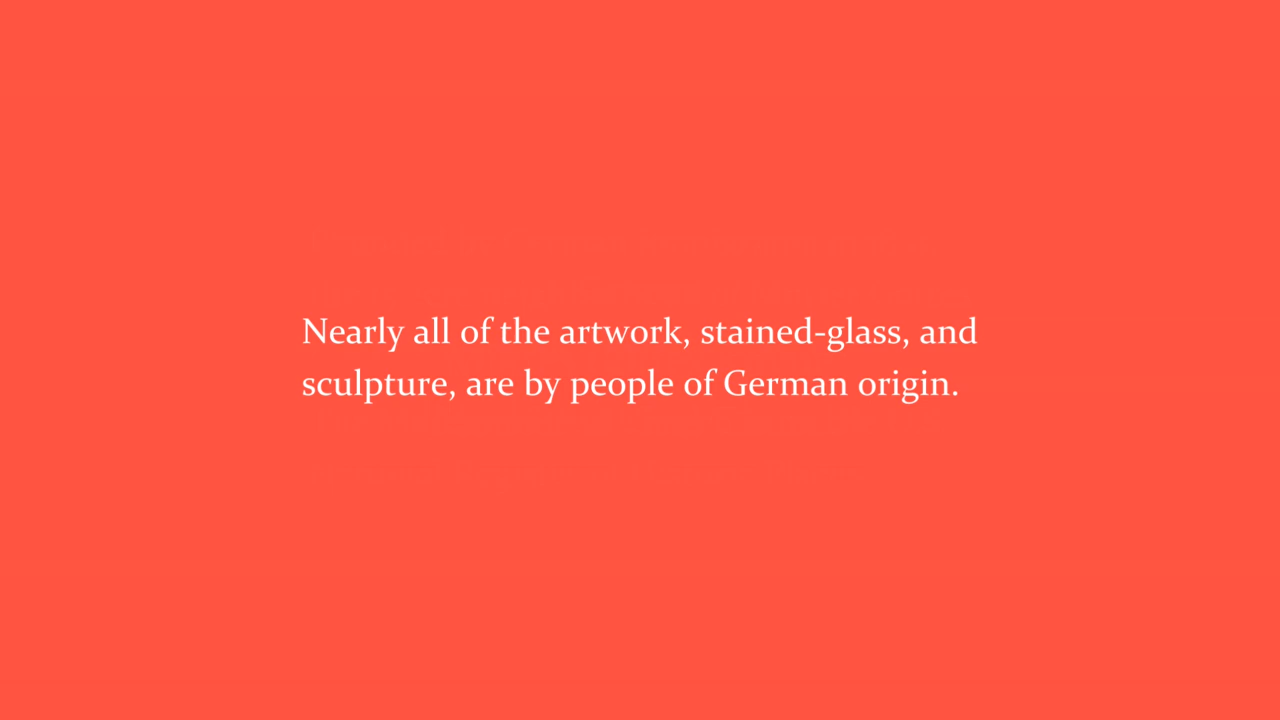 Nearly all of the artwork, stained-glass, and
sculpture, are by people of German origin.